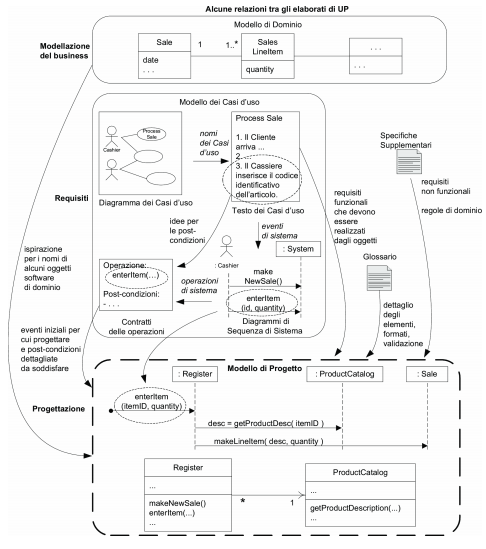 Alcune relazioni tra gli elaborati di UP
Modello di Dominio
Modellazione
del business
Sale
1
1..*
Sales
LineItem
. . .
date
. . .
quantity
. . .
Modello dei Casi d'uso
Process
Sale
Cashier
Diagramma dei Casi d'uso
nomi
dei Casi
d'uso
Process Sale
1. Il Cliente
arriva ...
2. ...
3. Il Cassiere
inserisce il codice
identificativo
dell'articolo.
Testo dei Casi d'uso
Specifiche
Supplementari
Requisiti
requisiti
non funzionali
regole di dominio
requisiti
funzionali
che devono
essere
realizzati
dagli oggetti
idee per
le post-
condizioni
eventi
di sistema
: System
: Cashier
ispirazione
per i nomi di
alcuni oggetti
software
di dominio
Operazione:
enterItem(…)
Post-condizioni:
- . . .
operazioni
di sistema
make
NewSale()
enterItem
(id, quantity)
Glossario
Contratti
delle operazioni
Diagrammi di
Sequenza di Sistema
dettaglio
degli
elementi,
formati,
validazione
eventi iniziali per
cui progettare
e post-condizioni
dettagliate
da soddisfare
Modello di Progetto
: Register
: ProductCatalog
: Sale
Progettazione
enterItem
(itemID, quantity)
desc = getProductDesc( itemID )
makeLineItem( desc, quantity )
Register
...
makeNewSale()
enterItem(...)
...
*
1
ProductCatalog
...
getProductDescription(...)
...